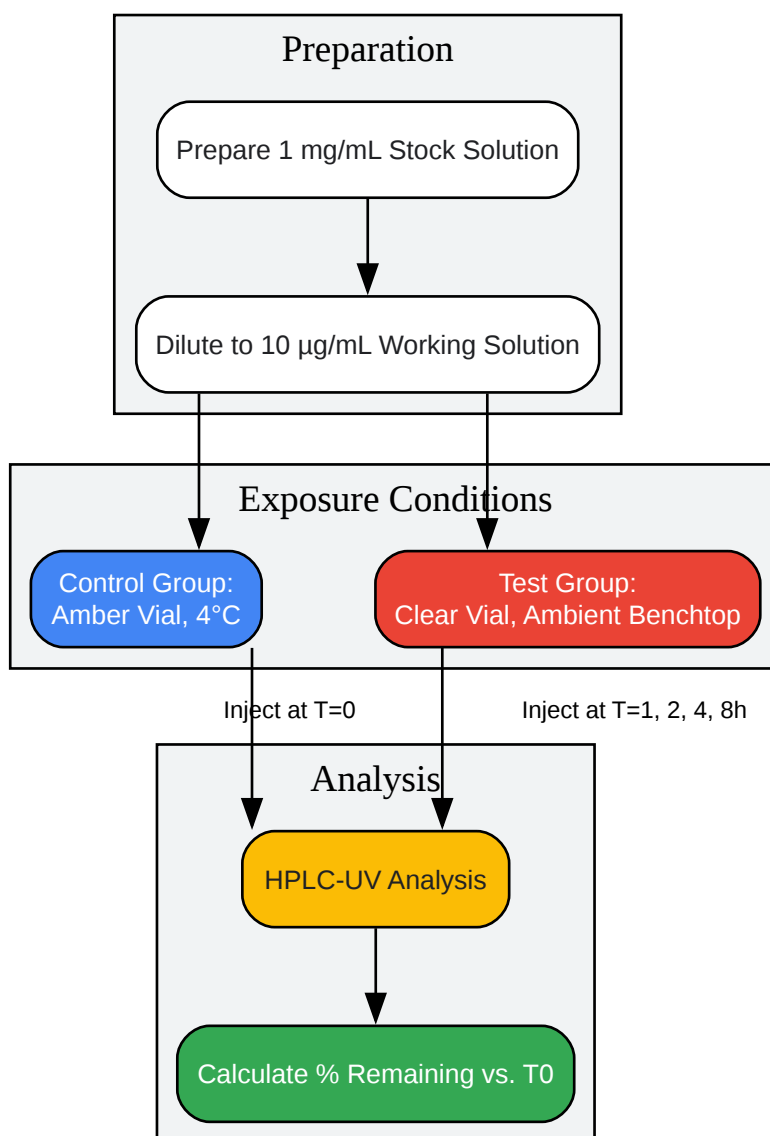 Preparation
Prepare 1 mg/mL Stock Solution
Dilute to 10 µg/mL Working Solution
Exposure Conditions
Control Group:
Amber Vial, 4°C
Test Group:
Clear Vial, Ambient Benchtop
Inject at T=0
Inject at T=1, 2, 4, 8h
Analysis
HPLC-UV Analysis
Calculate % Remaining vs. T0